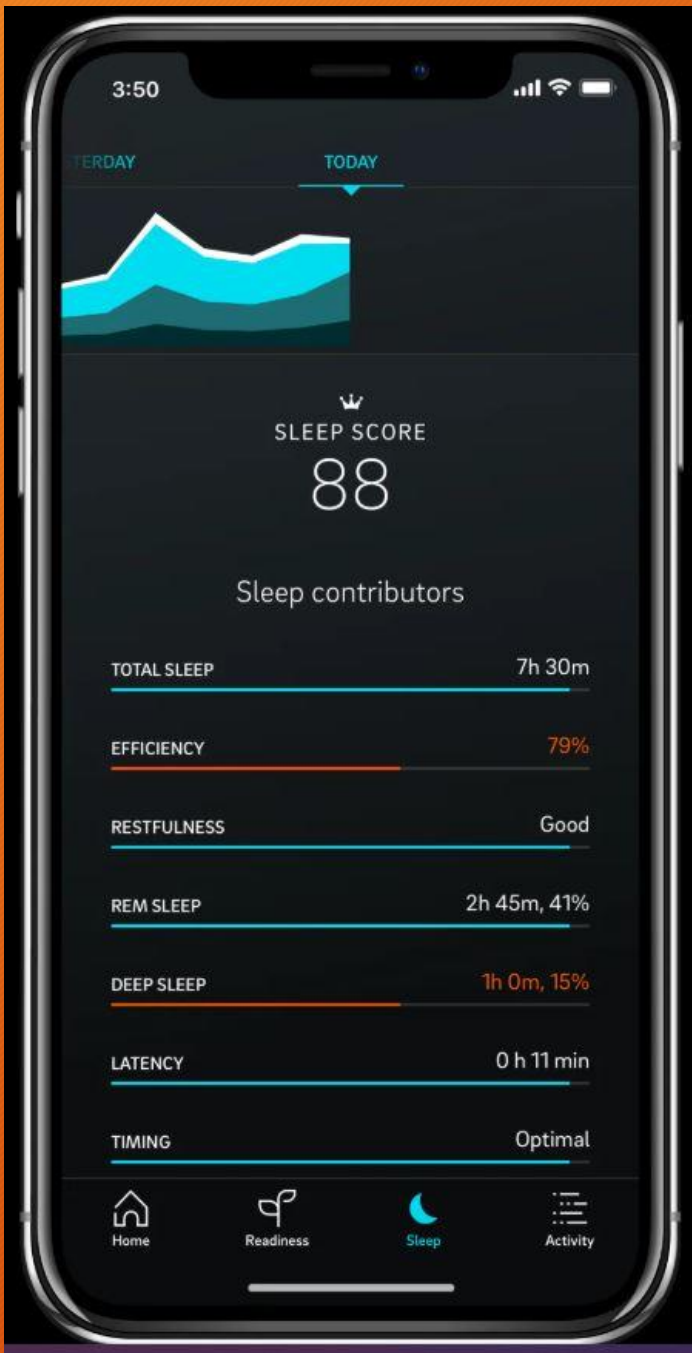 3:50
TERDAY TODAY
SLEEP SCORE
88
Sleep contributors
TOTAL SLEEP 7h 30m
EFFICIENCY 79%
RESTFULNESS Good
REM SLEEP 2h 45m, 41%
DEEP SLEEP 1h 0m, 15%
LATENCY 0 h 11 min
TIMING Optimal
Home Readiness Sleep Activity